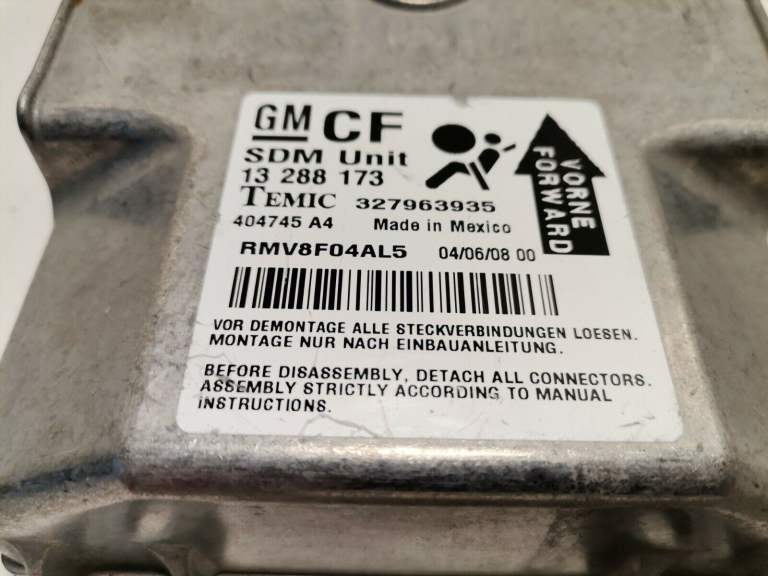 GM CF
SDM Unit
13 288 173
TEMIC 327963935
404745 A4 Made in Mexico
RMV8F04AL5 04/06/08 00
VORNE
FORWARD
VOR DEMONTAGE ALLE STECKVERBINDUNGEN LOESEN.
MONTAGE NUR NACH EINBAUANLEITUNG.
BEFORE DISASSEMBLY, DETACH ALL CONNECTORS.
ASSEMBLY STRICTLY ACCORDING TO MANUAL
INSTRUCTIONS.